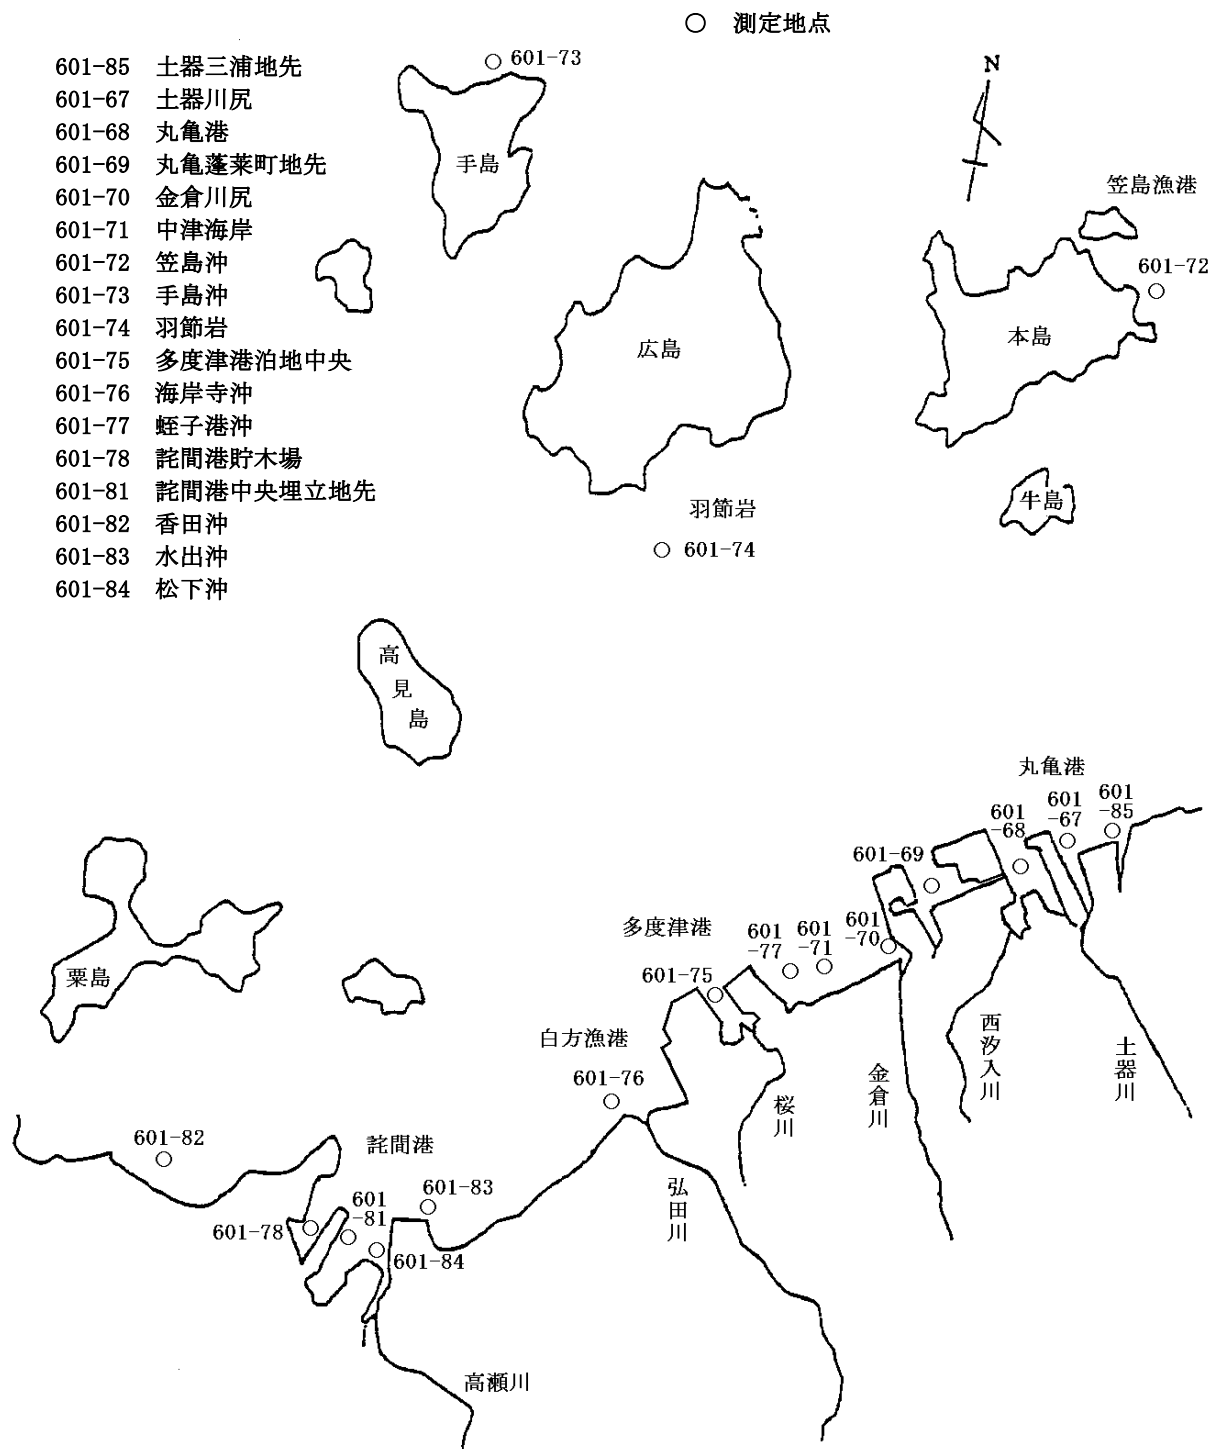 ○ 測定地点
601-85 土器三浦地先
601-67 土器川尻
601-68 丸亀港
601-69 丸亀蓬莱町地先
601-70 金倉川尻
601-71 中津海岸
601-72 笠島沖
601-73 手島沖
601-74 羽節岩
601-75 多度津港泊地中央
601-76 海岸寺沖
601-77 蛭子港沖
601-78 詫間港貯木場
601-81 詫間港中央埋立地先
601-82 香田沖
601-83 水出沖
601-84 松下沖
601-73
N
手島
笠島漁港
601-72
広島
本島
羽節岩
601-74
牛島
高
見
島
丸亀港
601
-85
601
-67
601
-68
601-69
601
-70
多度津港
601
-77
601
-71
601-75
粟島
白方漁港
601-76
西汐入川
土器川
金倉川
桜川
弘田川
601-82
詫間港
601-83
601
-81
601-78
601-84
高瀬川